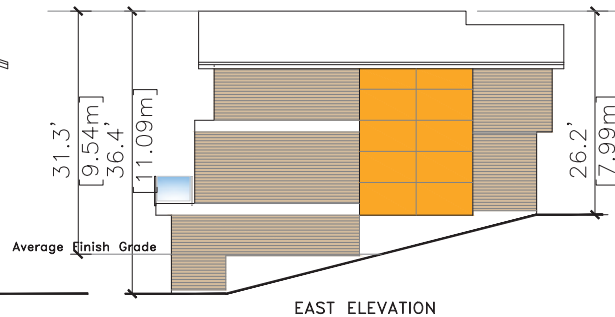 31.3'
9.54m
36.4'
11.09m
26.2'
7.99m
Average Finish Grade
EAST ELEVATION